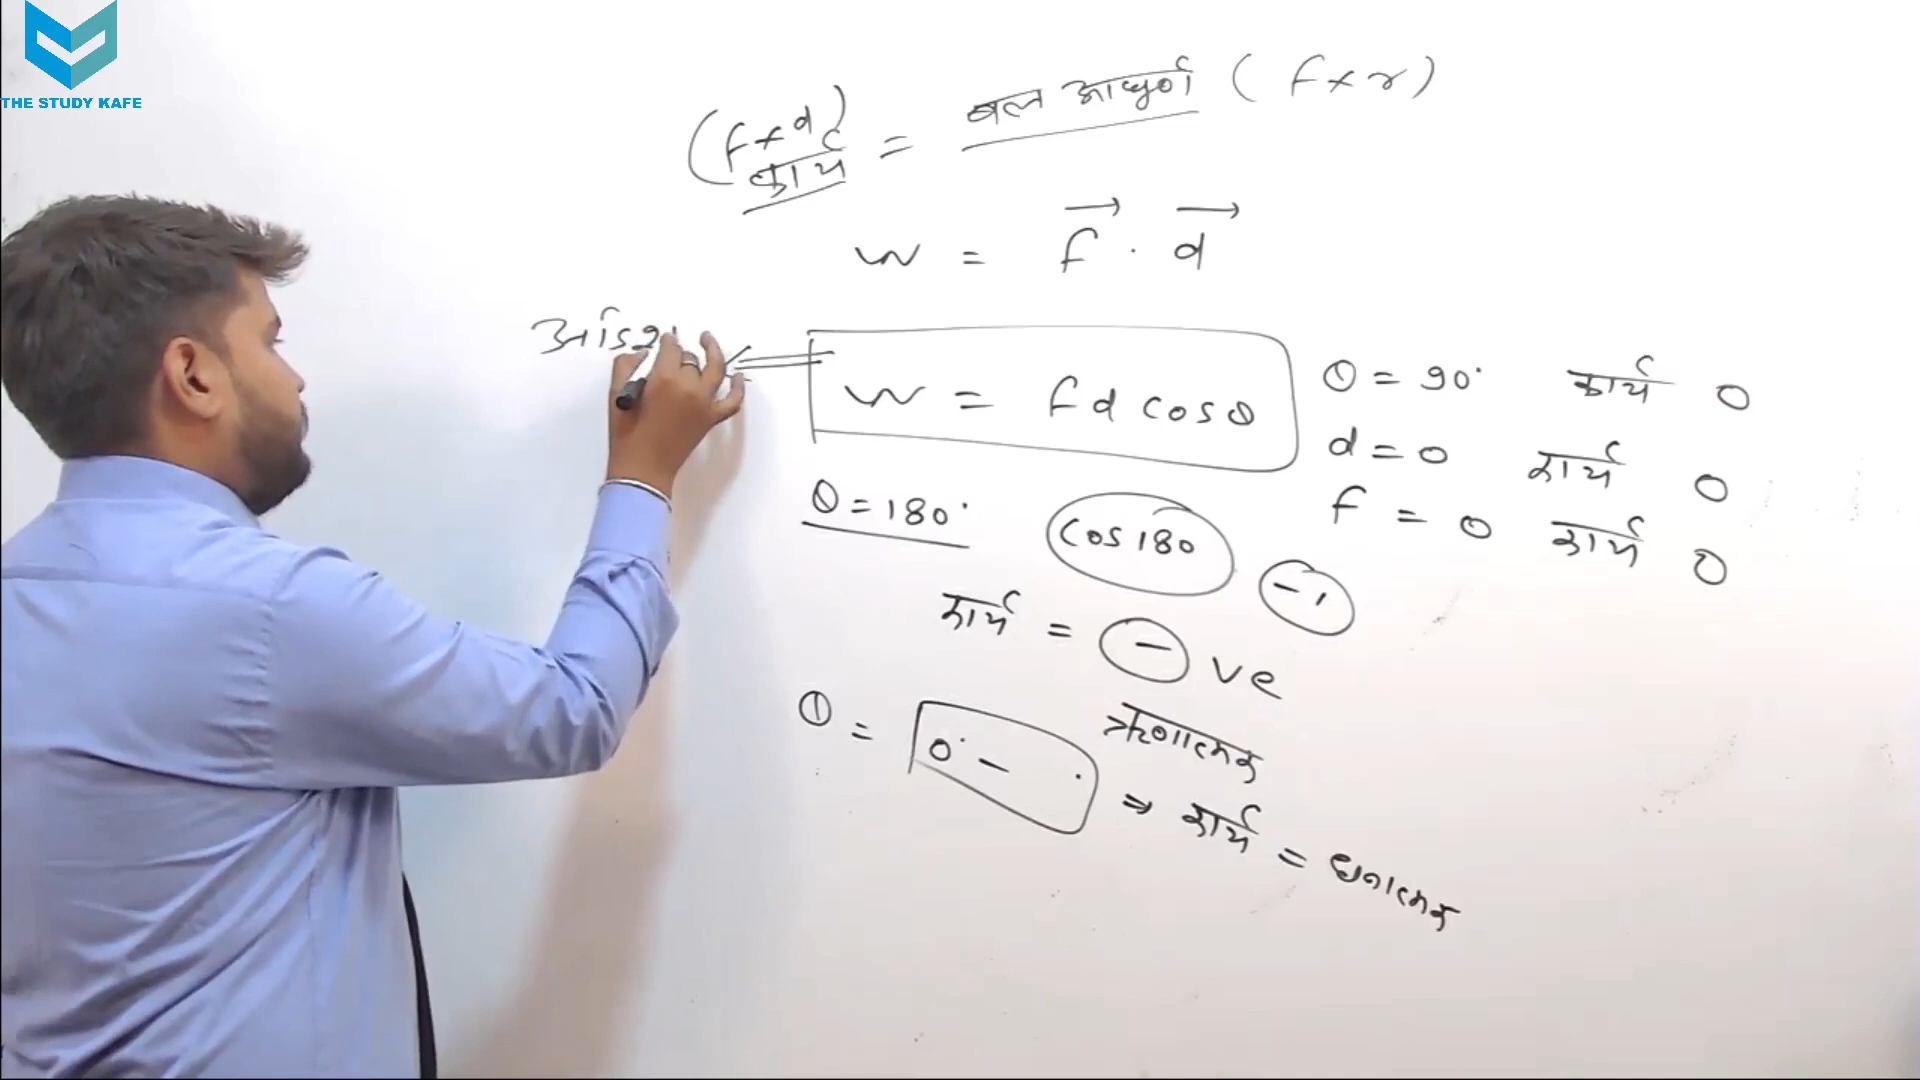 THE STUDY KAFE
(F×d) कार्य = बल आघुर्ण (F×r)
W = F⃗ . d⃗
W = Fd cosθ
θ = 90° कार्य 0
d = 0 कार्य 0
F = 0 कार्य 0
θ = 180° cos 180 -1
कार्य = - ve
ऋणात्मक
θ = 0° - ° ⇒ कार्य = धनात्मक